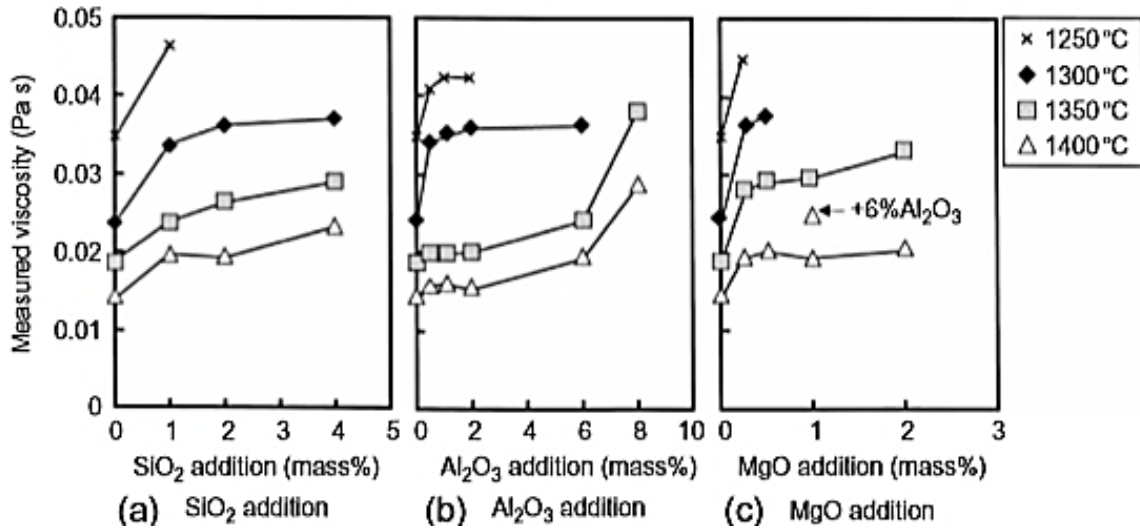 Measured viscosity (Pa s)
0.05
0.04
0.03
0.02
0.01
0
0 1 2 3 4 5
SiO₂ addition (mass%)
(a) SiO₂ addition
0 2 4 6 8 10
Al₂O₃ addition (mass%)
(b) Al₂O₃ addition
+6%Al₂O₃
0 1 2 3
MgO addition (mass%)
(c) MgO addition
1250°C
1300°C
1350°C
1400°C